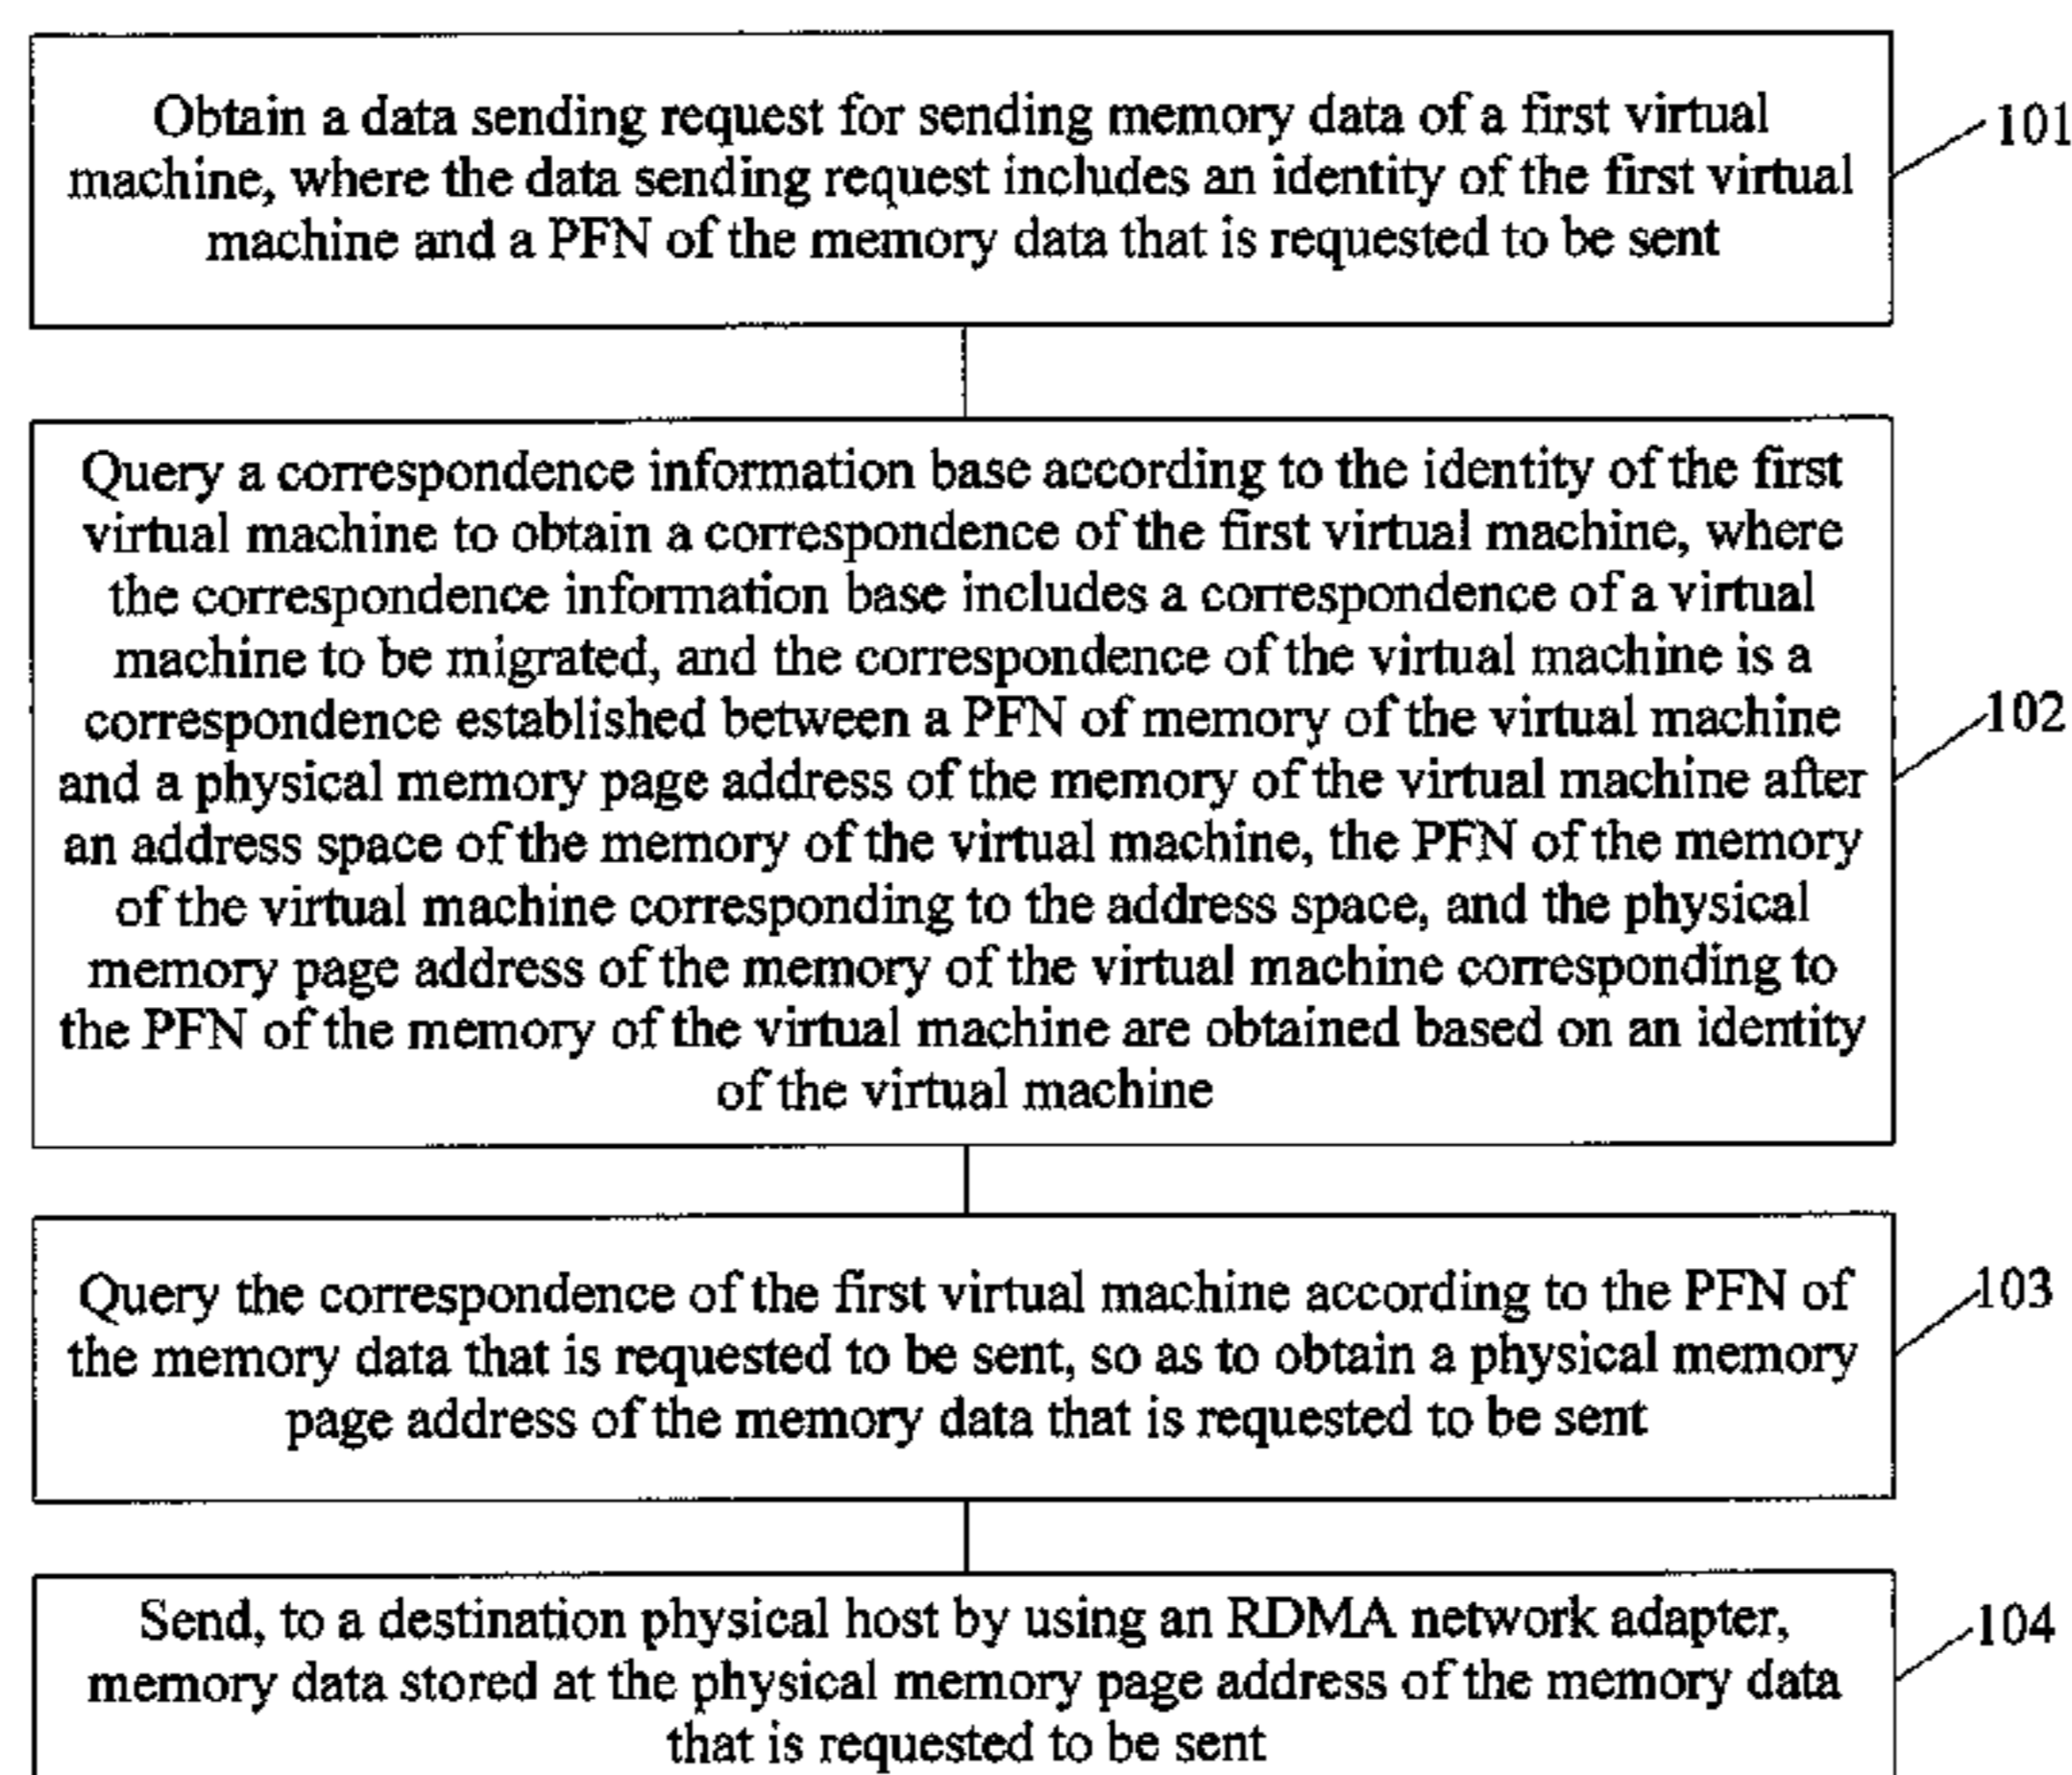 Obtain a data sending request for sending memory data of a first virtual
machine, where the data sending request includes an identity of the first virtual
machine and a PFN of the memory data that is requested to be sent
101
Query a correspondence information base according to the identity of the first
virtual machine to obtain a correspondence of the first virtual machine, where
the correspondence information base includes a correspondence of a virtual
machine to be migrated, and the correspondence of the virtual machine is a
correspondence established between a PFN of memory of the virtual machine
and a physical memory page address of the memory of the virtual machine after
an address space of the memory of the virtual machine, the PFN of the memory
of the virtual machine corresponding to the address space, and the physical
memory page address of the memory of the virtual machine corresponding to
the PFN of the memory of the virtual machine are obtained based on an identity
of the virtual machine
102
Query the correspondence of the first virtual machine according to the PFN of
the memory data that is requested to be sent, so as to obtain a physical memory
page address of the memory data that is requested to be sent
103
Send, to a destination physical host by using an RDMA network adapter,
memory data stored at the physical memory page address of the memory data
that is requested to be sent
104